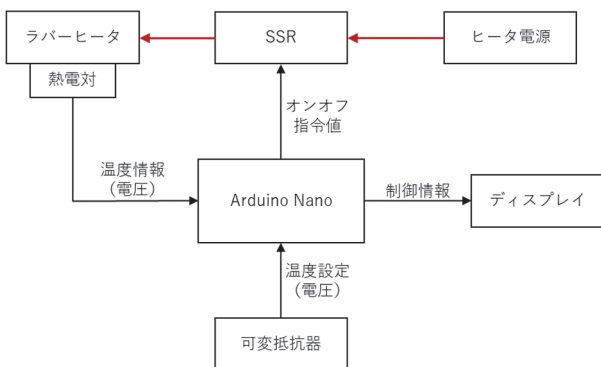 ラバーヒータ
SSR
ヒータ電源
熱電対
オンオフ
指令値
温度情報
（電圧）
Arduino Nano
制御情報
ディスプレイ
温度設定
（電圧）
可変抵抗器